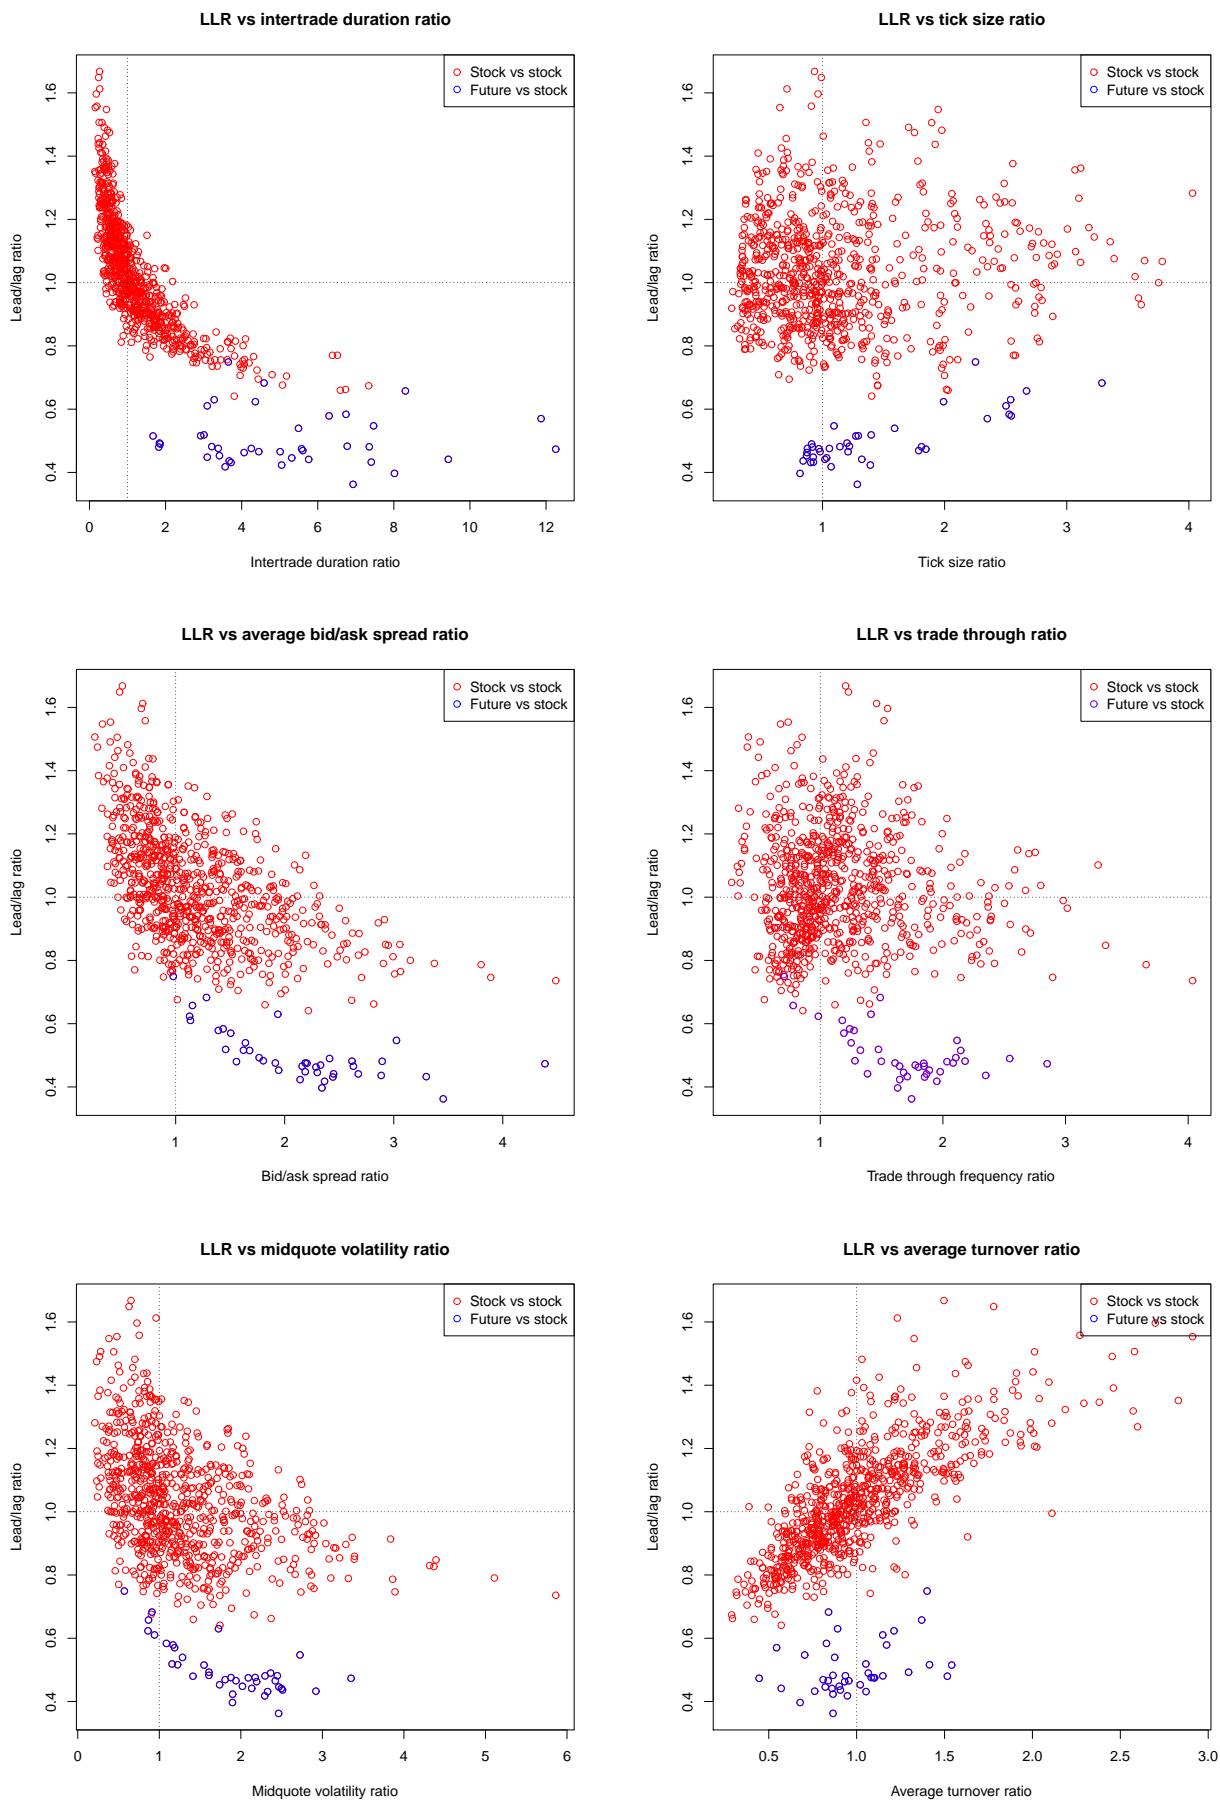 LLR vs intertrade duration ratio
Stock vs stock
Future vs stock
Lead/lag ratio
0.4 0.6 0.8 1.0 1.2 1.4 1.6
0 2 4 6 8 10 12
Intertrade duration ratio
LLR vs tick size ratio
Stock vs stock
Future vs stock
Lead/lag ratio
0.4 0.6 0.8 1.0 1.2 1.4 1.6
1 2 3 4
Tick size ratio
LLR vs average bid/ask spread ratio
Stock vs stock
Future vs stock
Lead/lag ratio
0.4 0.6 0.8 1.0 1.2 1.4 1.6
1 2 3 4
Bid/ask spread ratio
LLR vs trade through ratio
Stock vs stock
Future vs stock
Lead/lag ratio
0.4 0.6 0.8 1.0 1.2 1.4 1.6
1 2 3 4
Trade through frequency ratio
LLR vs midquote volatility ratio
Stock vs stock
Future vs stock
Lead/lag ratio
0.4 0.6 0.8 1.0 1.2 1.4 1.6
0 1 2 3 4 5 6
Midquote volatility ratio
LLR vs average turnover ratio
Stock vs stock
Future vs stock
Lead/lag ratio
0.4 0.6 0.8 1.0 1.2 1.4 1.6
0.5 1.0 1.5 2.0 2.5 3.0
Average turnover ratio